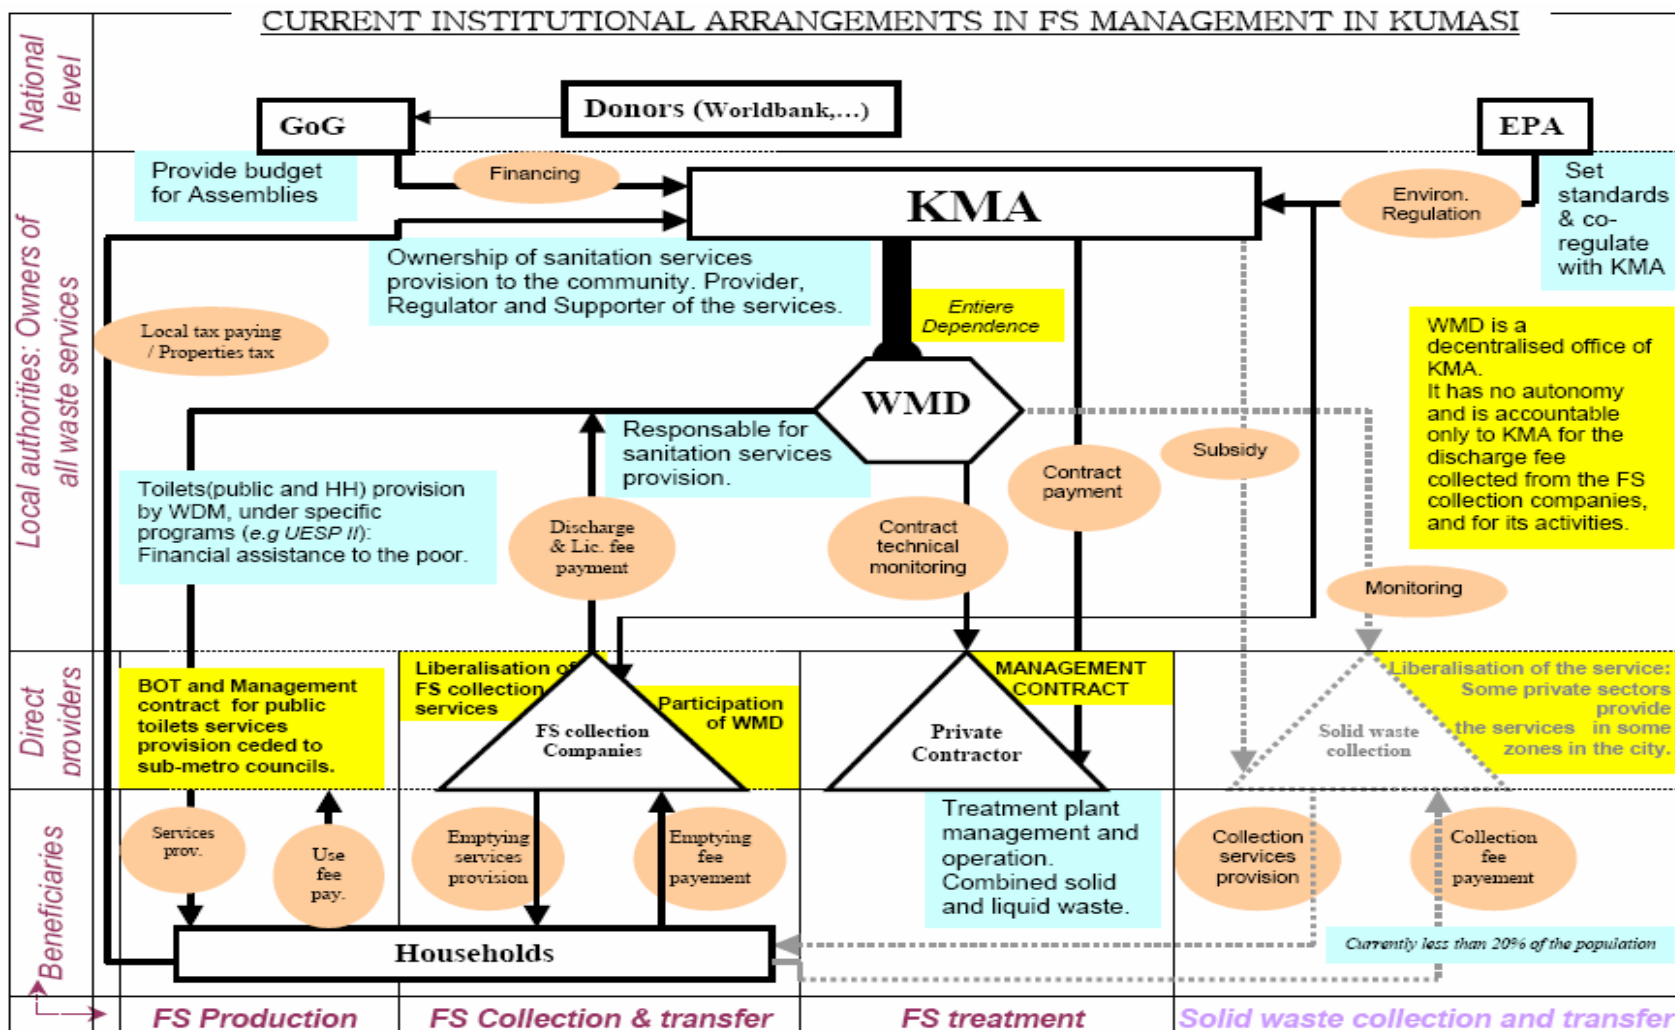 CURRENT INSTITUTIONAL ARRANGEMENTS IN FS MANAGEMENT IN KUMASI
National
level
GoG
Donors (Worldbank,...)
EPA
Local authorities: Owners of
all waste services
Provide budget
for Assemblies
Financing
KMA
Environ.
Regulation
Set
standards
& co-
regulate
with KMA
Ownership of sanitation services
provision to the community. Provider,
Regulator and Supporter of the services.
Entiere
Dependence
Local tax paying
/ Properties tax
WMD is a
decentralised office of
KMA.
It has no autonomy
and is accountable
only to KMA for the
discharge fee
collected from the FS
collection companies,
and for its activities.
WMD
Responsable for
sanitation services
provision.
Subsidy
Contract
payment
Toilets(public and HH) provision
by WDM, under specific
programs (e.g UESP II):
Financial assistance to the poor.
Discharge
& Lic. fee
payment
Contract
technical
monitoring
Monitoring
Direct
providers
BOT and Management
contract for public
toilets services
provision ceded to
sub-metro councils.
Liberalisation of
FS collection
services
Participation
of WMD
FS collection
Companies
MANAGEMENT
CONTRACT
Private
Contractor
Solid waste
collection
Liberalisation of the service:
Some private sectors
provide
the services in some
zones in the city.
Beneficiaries
Services
prov.
Use
fee
pay.
Emptying
services
provision
Emptying
fee
payement
Treatment plant
management and
operation.
Combined solid
and liquid waste.
Collection
services
provision
Collection
fee
payement
Households
Currently less than 20% of the population
FS Production
FS Collection & transfer
FS treatment
Solid waste collection and transfer